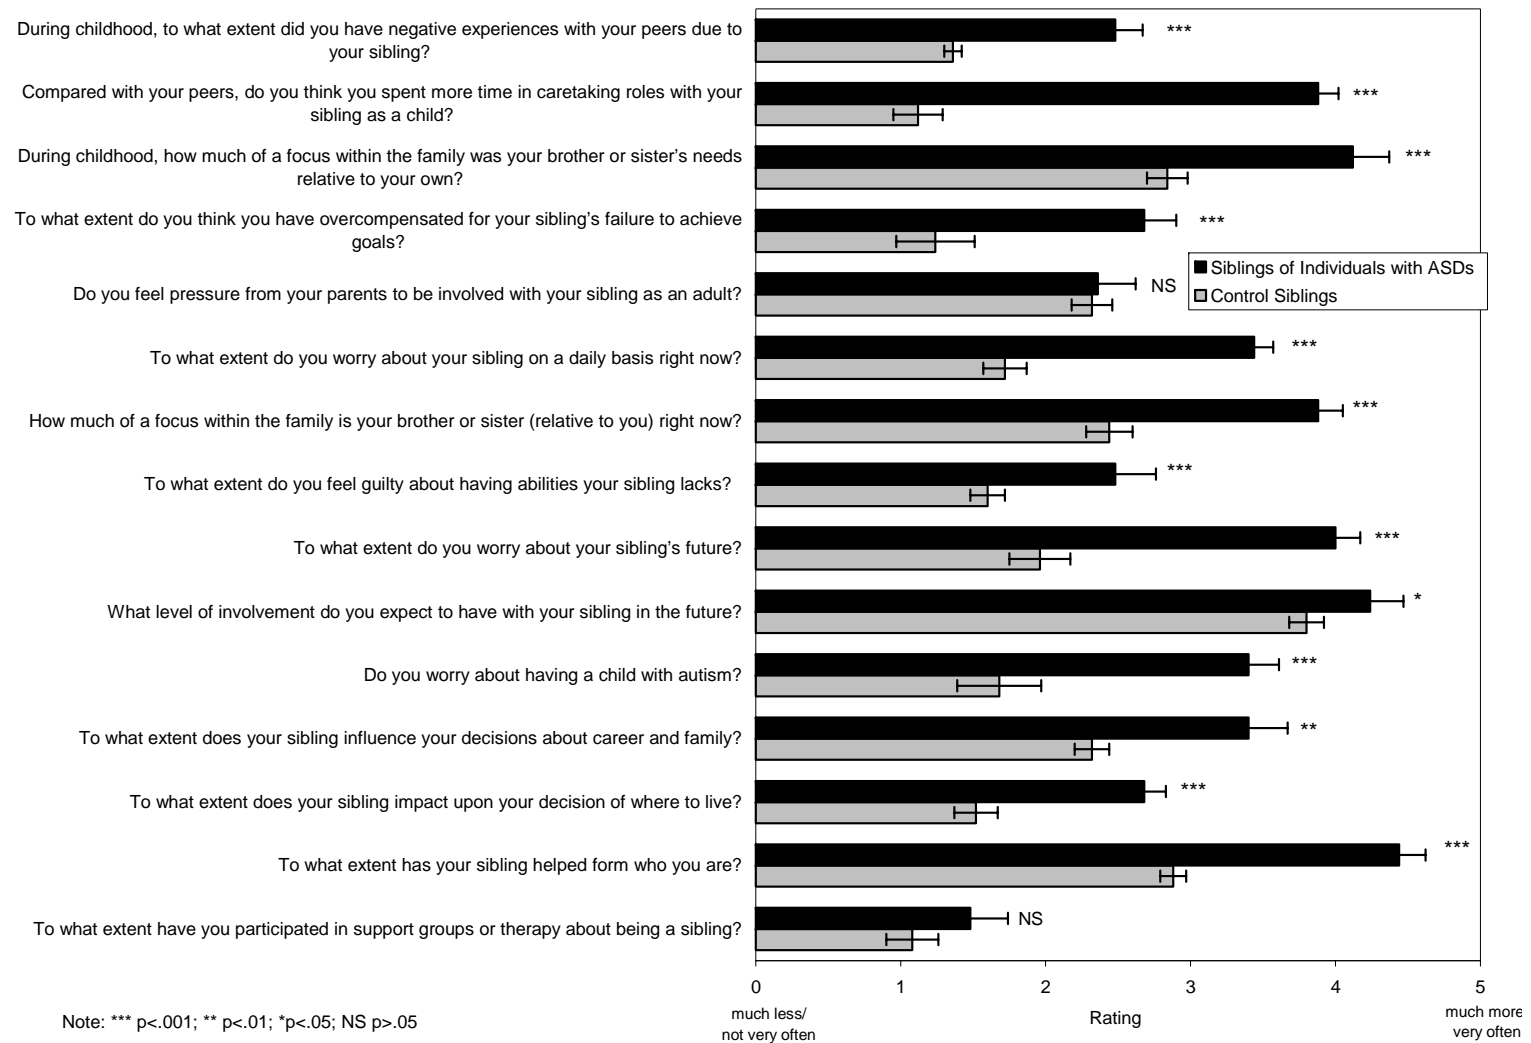 During childhood, to what extent did you have negative experiences with your peers due to
your sibling?
***
Compared with your peers, do you think you spent more time in caretaking roles with your
sibling as a child?
***
During childhood, how much of a focus within the family was your brother or sister’s needs
relative to your own?
***
To what extent do you think you have overcompensated for your sibling’s failure to achieve
goals?
***
Siblings of Individuals with ASDs
Control Siblings
Do you feel pressure from your parents to be involved with your sibling as an adult?
NS
To what extent do you worry about your sibling on a daily basis right now?
***
How much of a focus within the family is your brother or sister (relative to you) right now?
***
To what extent do you feel guilty about having abilities your sibling lacks?
***
To what extent do you worry about your sibling’s future?
***
What level of involvement do you expect to have with your sibling in the future?
*
Do you worry about having a child with autism?
***
To what extent does your sibling influence your decisions about career and family?
**
To what extent does your sibling impact upon your decision of where to live?
***
To what extent has your sibling helped form who you are?
***
To what extent have you participated in support groups or therapy about being a sibling?
NS
0 1 2 3 4 5
much less/
not very often
Rating
much more
very often
Note: *** p<.001; ** p<.01; *p<.05; NS p>.05